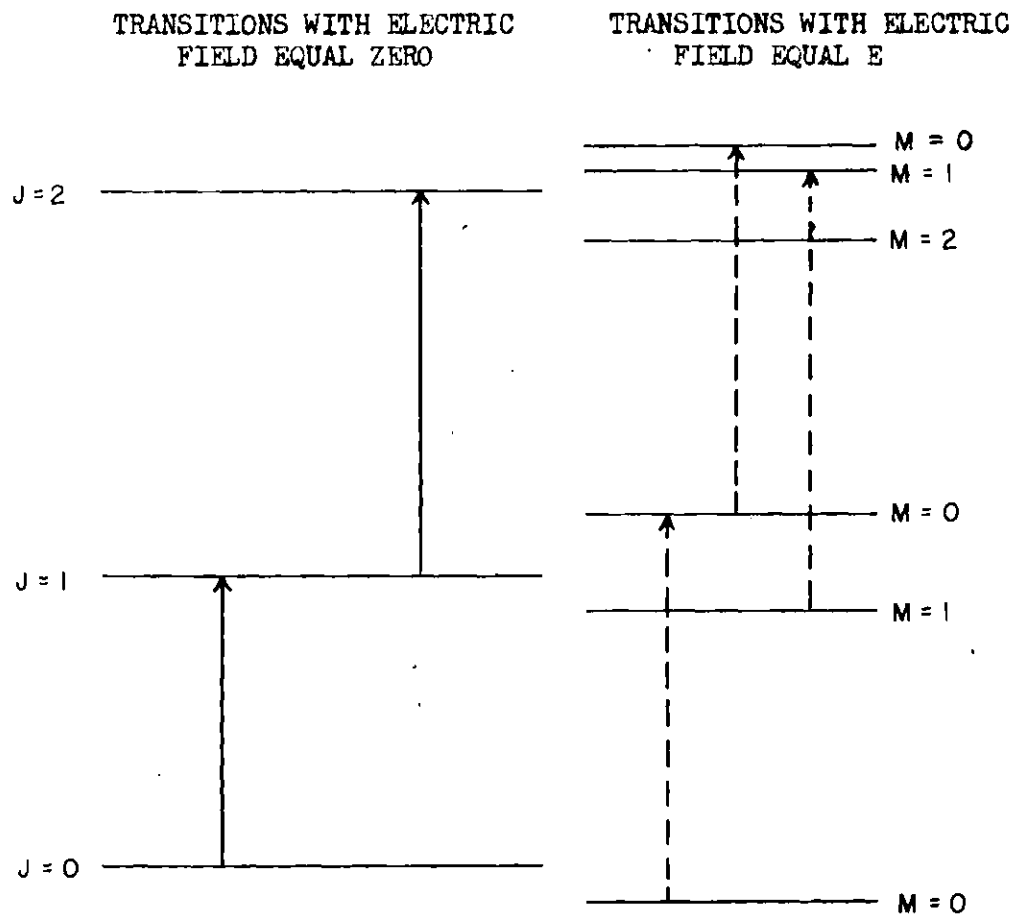 TRANSITIONS WITH ELECTRIC
FIELD EQUAL ZERO
TRANSITIONS WITH ELECTRIC
FIELD EQUAL E
J = 2
J = 1
J = 0
M = 0
M = 1
M = 2
M = 0
M = 1
M = 0